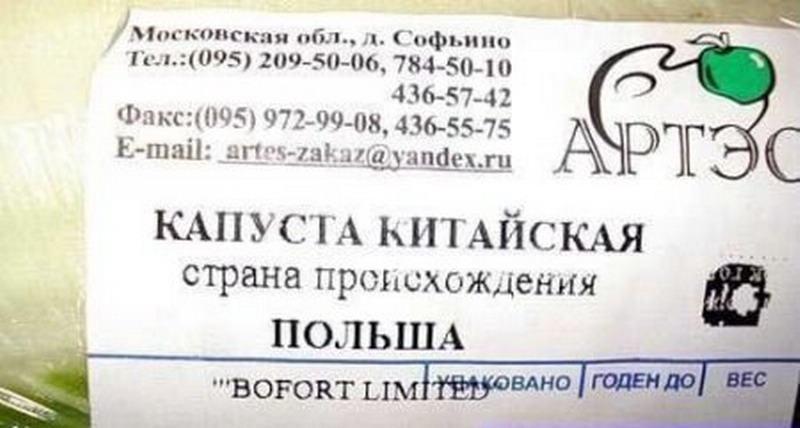 Московская обл., д. Софьино
Тел.:(095) 209-50-06, 784-50-10
436-57-42
Факс:(095) 972-99-08, 436-55-75
E-mail: artes-zakaz@yandex.ru
АРТЭС
КАПУСТА КИТАЙСКАЯ
страна происхождения
ПОЛЬША
'''BOFORT LIMITED
УПАКОВАНО ГОДЕН ДО ВЕС